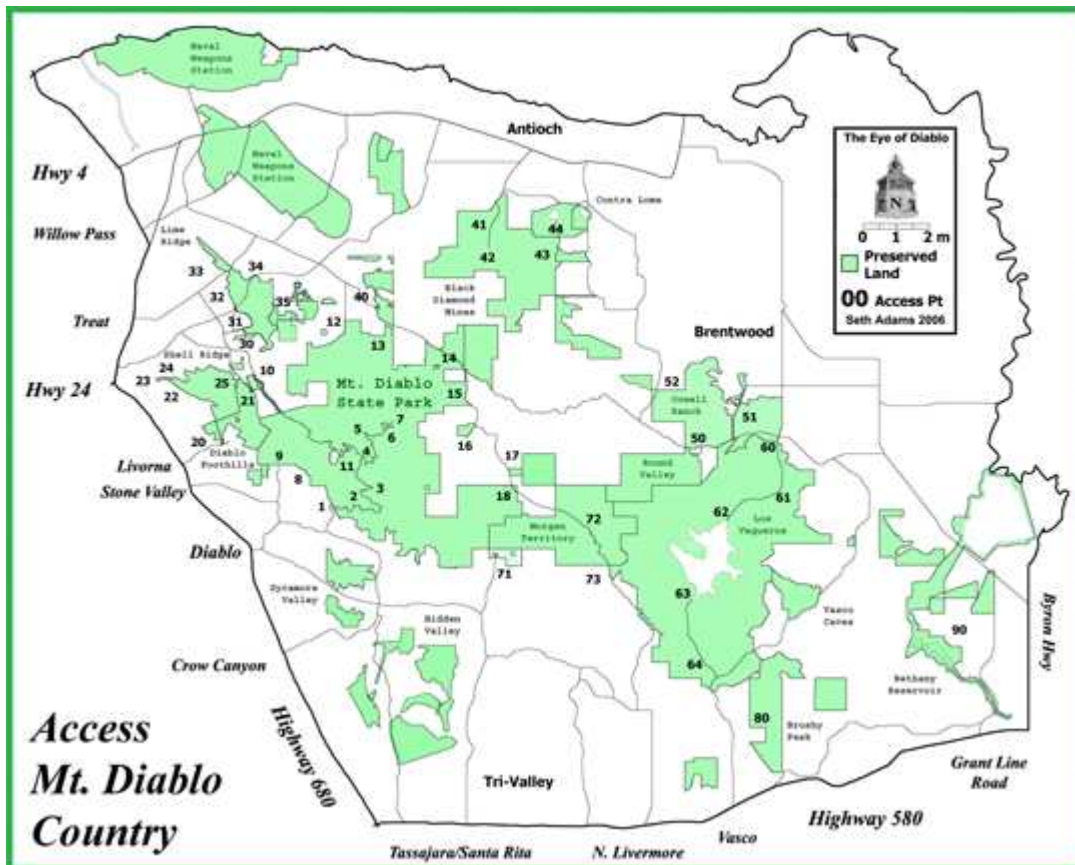 Naval
Weapons
Station
Antioch
Hwy 4
Naval
Weapons
Station
Contra Loma
Willow Pass
Lime
Ridge
41
44
33
34
42
43
32
35
40
Black
Diamond
Mines
Treat
31
12
30
13
Brentwood
Shell Ridge
14
Hwy 24
23
24
10
Mt. Diablo
State Park
52
22
25
21
15
Cowell
Ranch
51
7
5
6
20
Diablo
Foothills
4
16
50
60
Livorna
9
11
17
Round
Valley
Stone Valley
8
3
2
18
61
1
72
62
Los
Vaqueros
Diablo
Morgan
Territory
71
73
Sycamore
Valley
63
Hidden
Valley
Vasco
Caves
90
Byron Hwy
Crow Canyon
64
Bethany
Reservoir
Highway 680
80
Brushy
Peak
Tri-Valley
Grant Line
Road
Highway 580
Vasco
Tassajara/Santa Rita
N. Livermore
The Eye of Diablo
N
0 1 2 m
Preserved
Land
00 Access Pt
Seth Adams 2006
Access
Mt. Diablo
Country